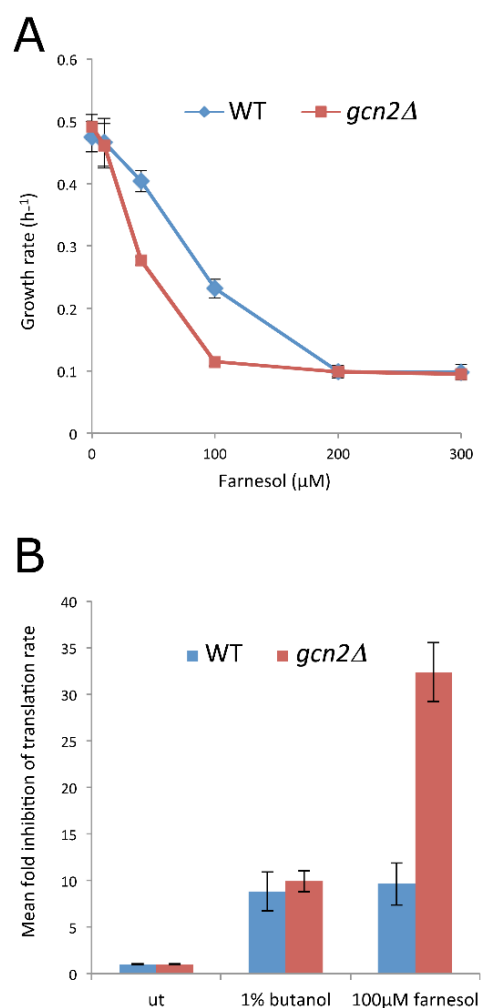 A
0.6
WT gcn2Δ
0.5
0.4
0.3
0.2
0.1
0
Growth rate (h-1)
0 100 200 300
Farnesol (μM)
B
40
WT gcn2Δ
35
30
25
20
15
10
5
0
Mean fold inhibition of translation rate
ut 1% butanol 100μM farnesol